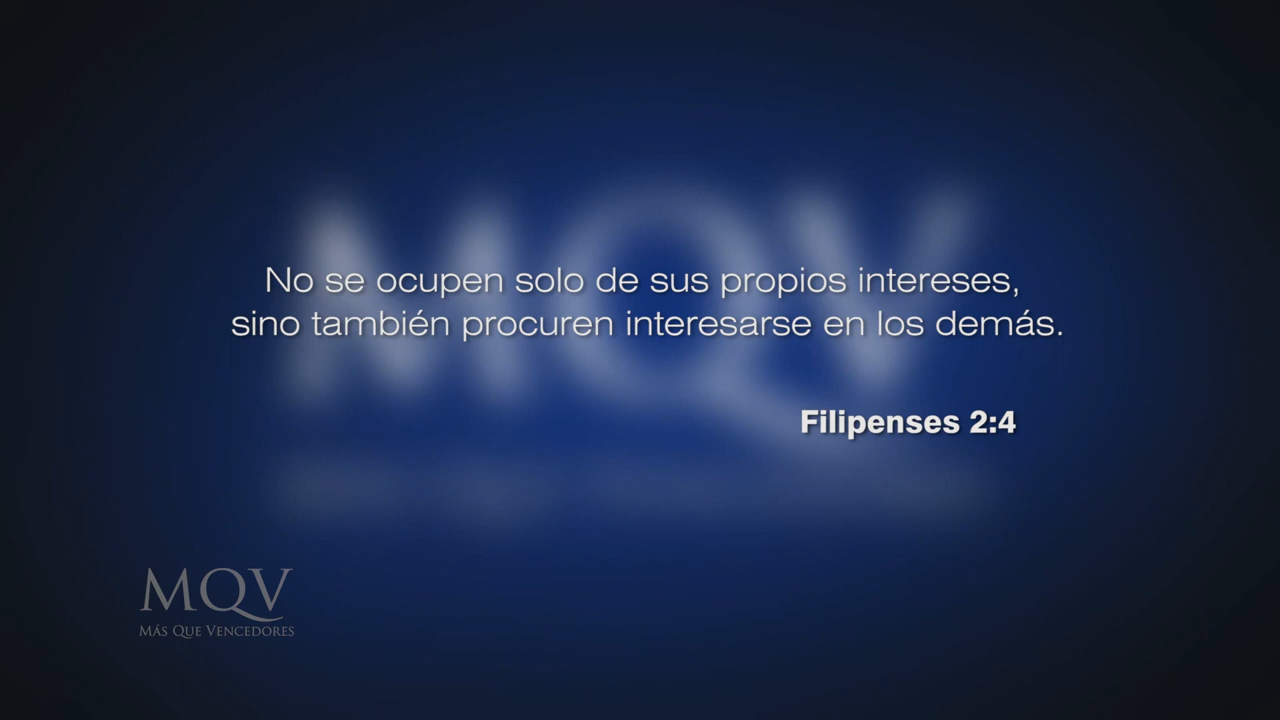 No se ocupen solo de sus propios intereses,
sino también procuren interesarse en los demás.
Filipenses 2:4
MQV
MÁS QUE VENCEDORES